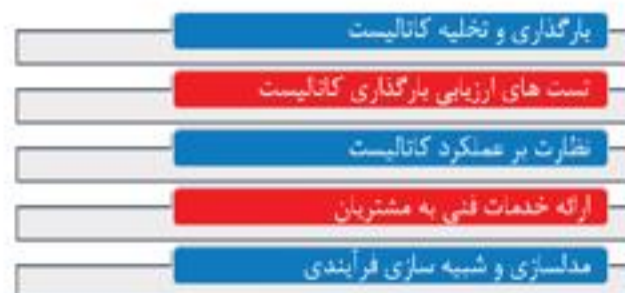 بارگذاری و تخلیه کاتالیست
تست های ارزیابی بارگذاری کاتالیست
نظارت بر عملکرد کاتالیست
ارائه خدمات فنی به مشتریان
مدلسازی و شبیه سازی فرآیندی